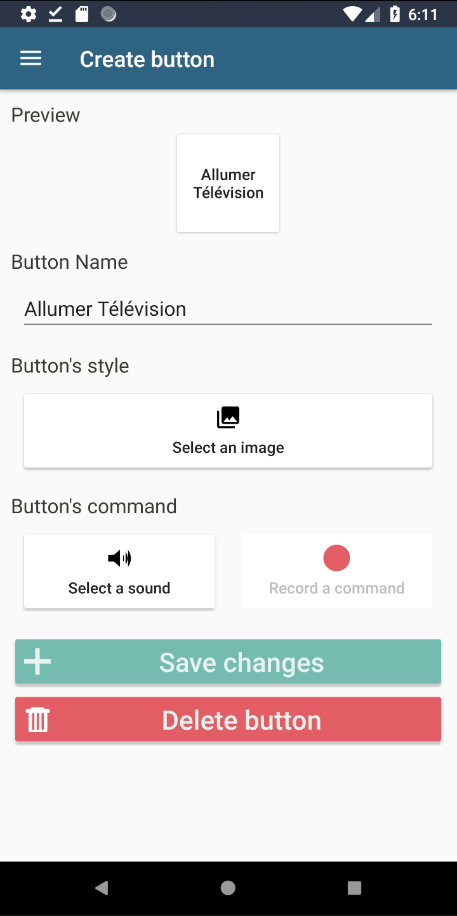 6:11
Create button
Preview
Allumer
Télévision
Button Name
Allumer Télévision
Button's style
Select an image
Button's command
Select a sound
Record a command
Save changes
Delete button